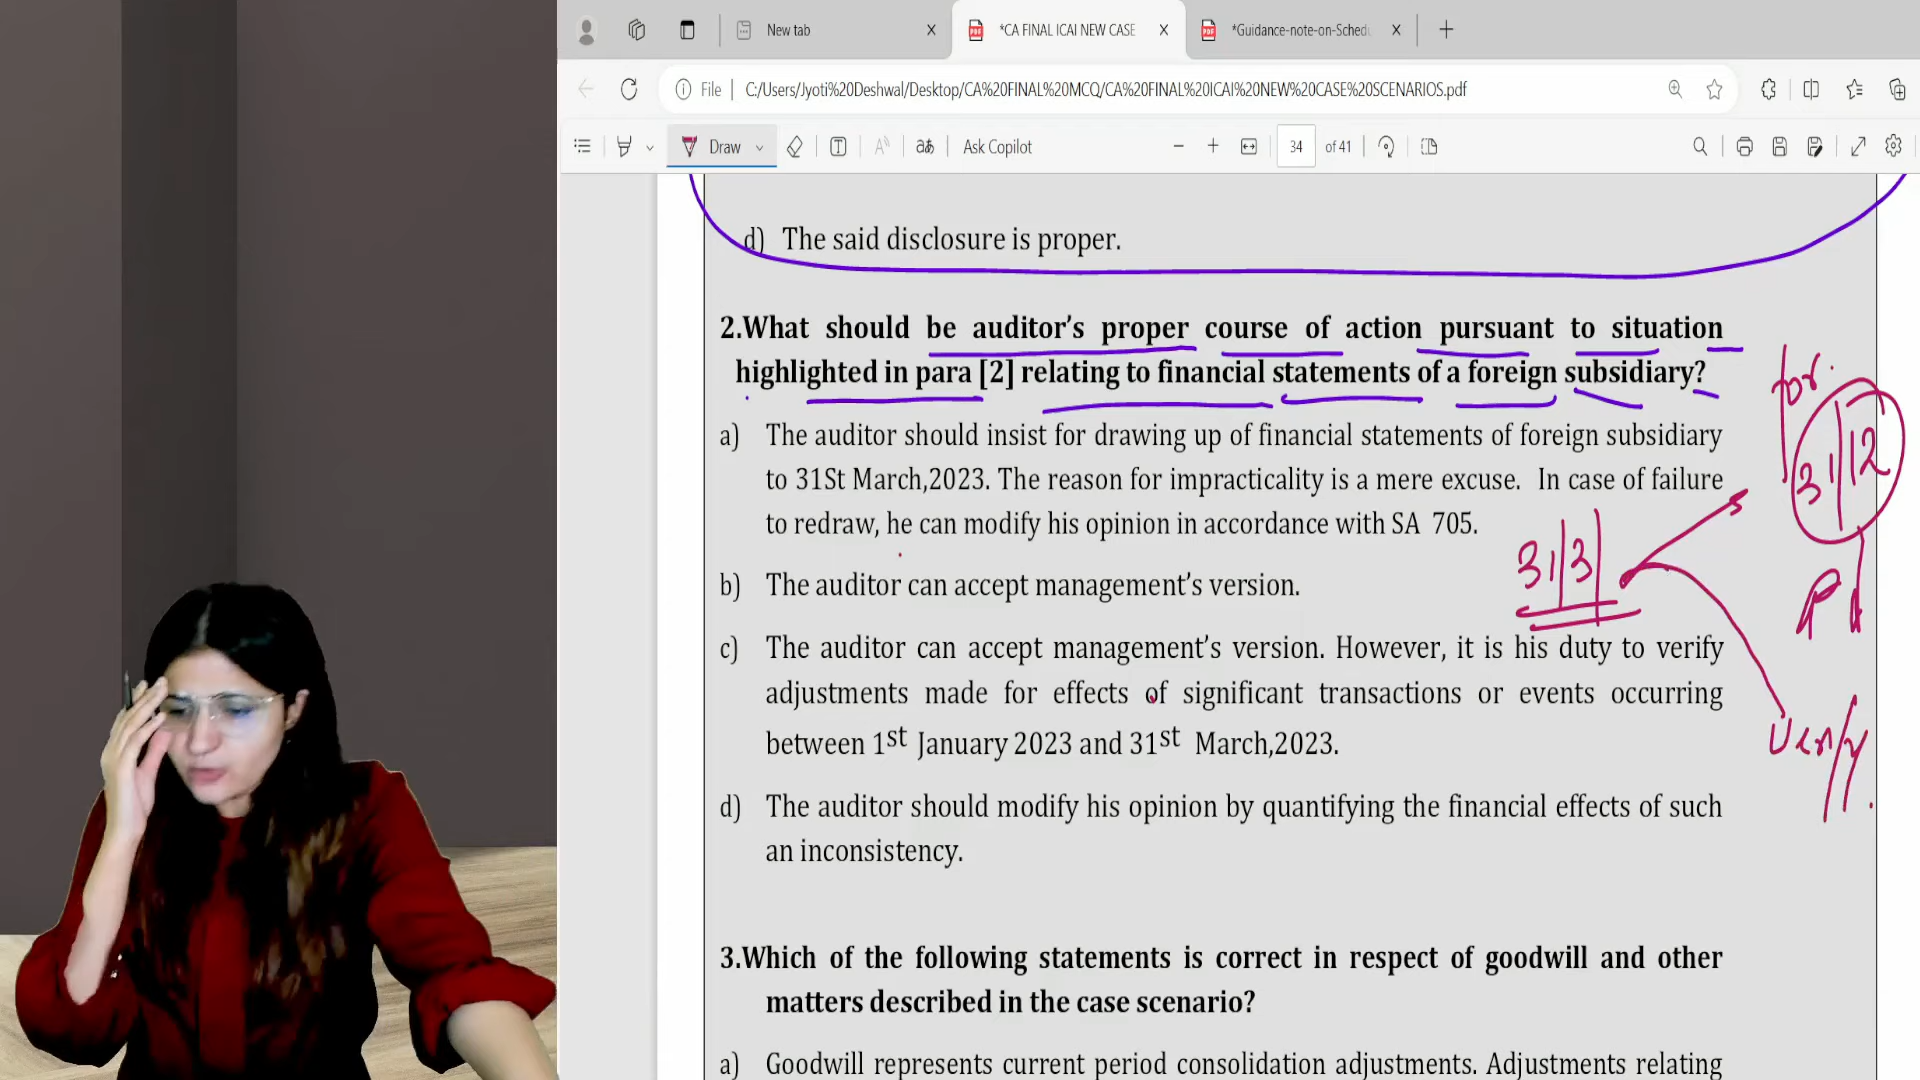 New tab
*CA FINAL ICAI NEW CASE
*Guidance-note-on-Sched
File
C:/Users/Jyoti%20Deshwal/Desktop/CA%20FINAL%20MCQ/CA%20FINAL%20ICAI%20NEW%20CASE%20SCENARIOS.pdf
Draw
Ask Copilot
34
of 41
d) The said disclosure is proper.
2.What should be auditor's proper course of action pursuant to situation
highlighted in para [2] relating to financial statements of a foreign subsidiary?
a) The auditor should insist for drawing up of financial statements of foreign subsidiary
to 31St March,2023. The reason for impracticality is a mere excuse. In case of failure
to redraw, he can modify his opinion in accordance with SA 705.
b) The auditor can accept management's version.
c) The auditor can accept management's version. However, it is his duty to verify
adjustments made for effects of significant transactions or events occurring
between 1st January 2023 and 31st March,2023.
d) The auditor should modify his opinion by quantifying the financial effects of such
an inconsistency.
for
31|12
31|3|
Verify
3.Which of the following statements is correct in respect of goodwill and other
matters described in the case scenario?
a) Goodwill represents current period consolidation adjustments. Adjustments relating